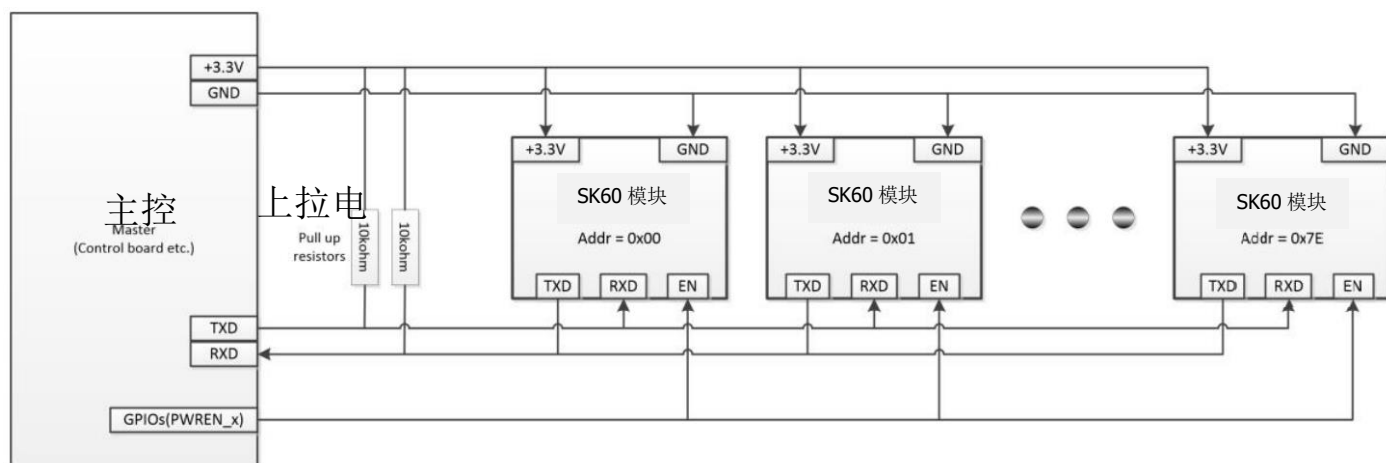 +3.3V
GND
主控
Master
(Control board etc.)
上拉电
Pull up
resistors
10kohm
10kohm
TXD
RXD
GPIOs(PWREN_x)
+3.3V
GND
SK60 模块
Addr = 0x00
TXD
RXD
EN
+3.3V
GND
SK60 模块
Addr = 0x01
TXD
RXD
EN
+3.3V
GND
SK60 模块
Addr = 0x7E
TXD
RXD
EN